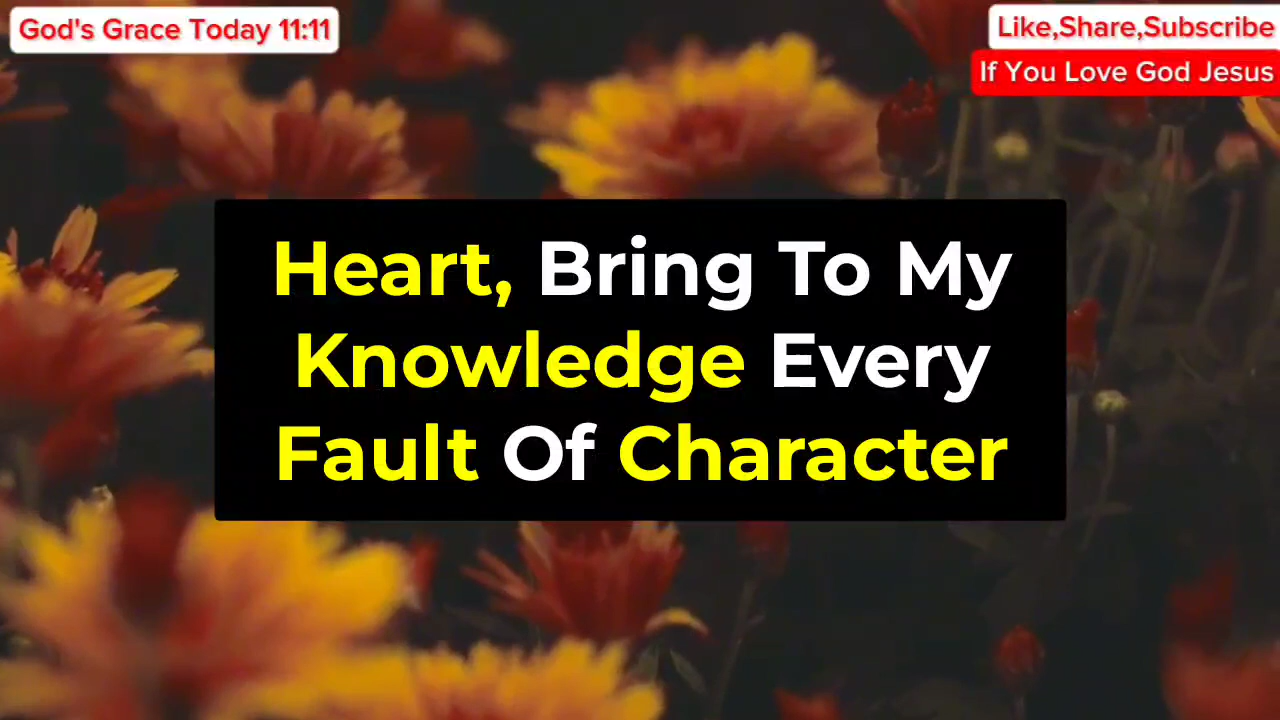 God's Grace Today 11:11
Like,Share,Subscribe
If You Love God Jesus
Heart, Bring To My
Knowledge Every
Fault Of Character